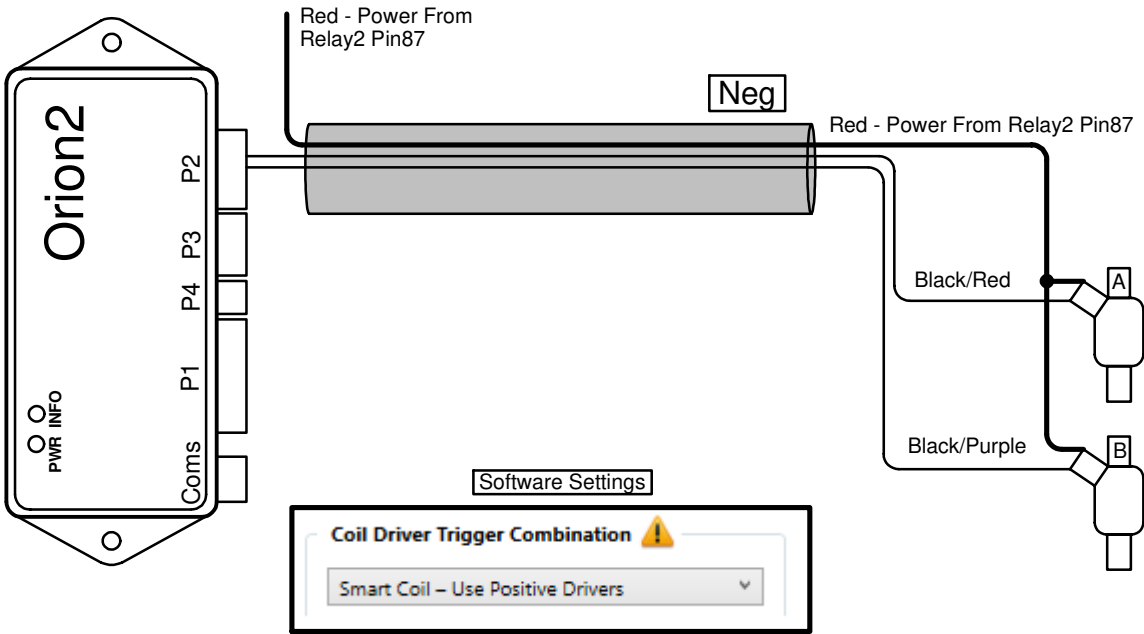 Red - Power From
Relay2 Pin87
Neg
Red - Power From Relay2 Pin87
Orion2
P2
P3
P4
P1
Coms
INFO
PWR
Black/Red
A
Black/Purple
B
Software Settings
Coil Driver Trigger Combination
Smart Coil – Use Positive Drivers